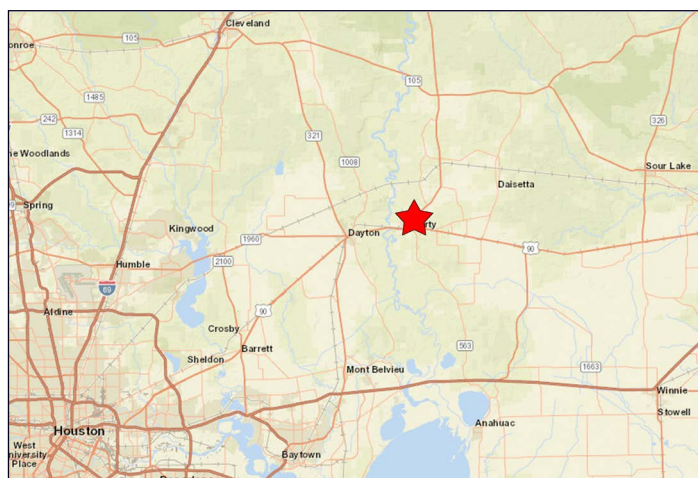 Cleveland
onroe
105
105
1485
242
1314
321
1008
326
he Woodlands
Sour Lake
Daisetta
Spring
Kingwood
rty
Dayton
1960
90
Humble
2100
69
Aldine
90
Crosby
Barrett
Sheldon
563
Mont Belvieu
1663
Winnie
Stowell
Anahuac
Houston
West
University
Place
Baytown